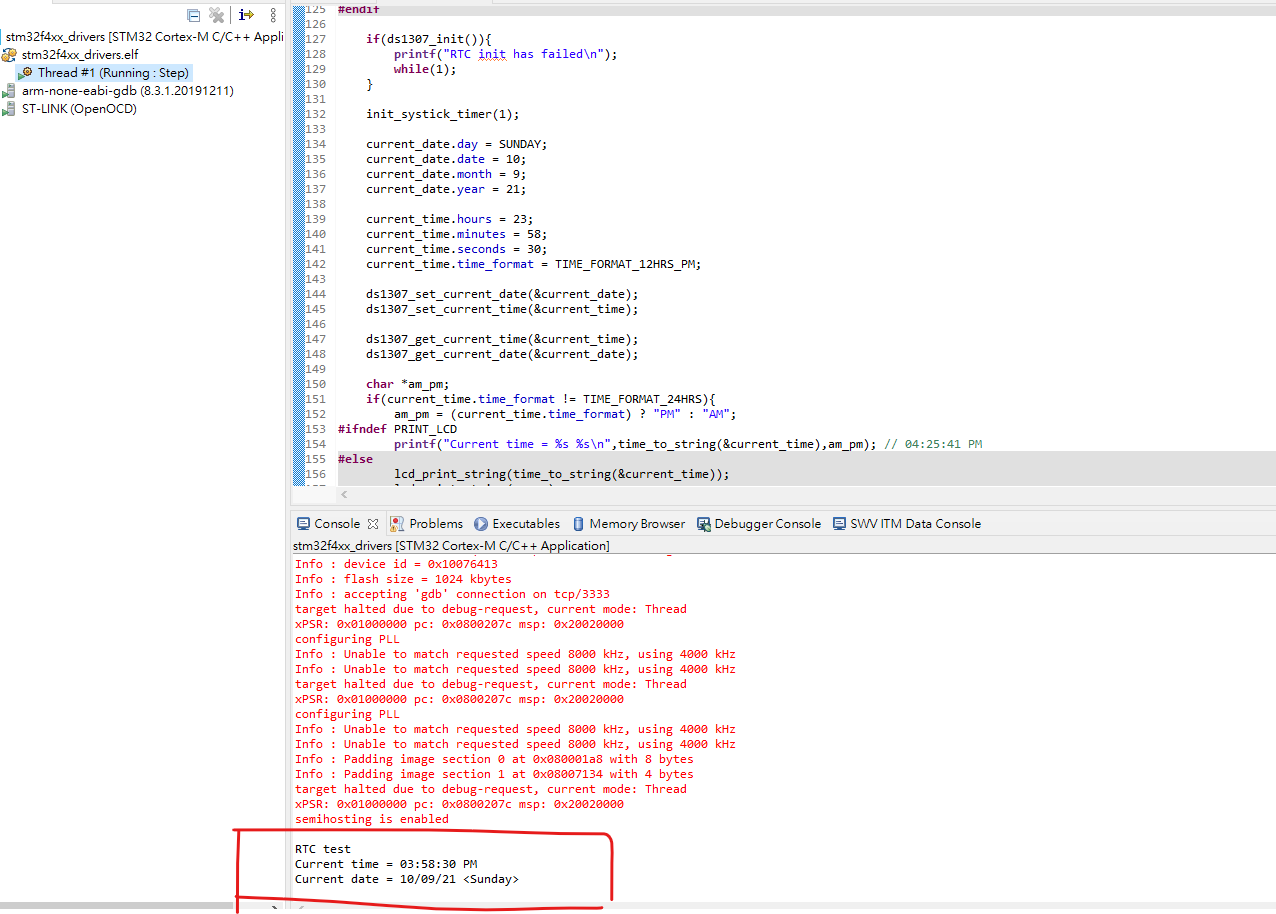 stm32f4xx_drivers [STM32 Cortex-M C/C++ Appli
stm32f4xx_drivers.elf
Thread #1 (Running : Step)
arm-none-eabi-gdb (8.3.1.20191211)
ST-LINK (OpenOCD)
125 #endif
126
127 if(ds1307_init()){
128 printf("RTC init has failed\n");
129 while(1);
130 }
131
132 init_systick_timer(1);
133
134 current_date.day = SUNDAY;
135 current_date.date = 10;
136 current_date.month = 9;
137 current_date.year = 21;
138
139 current_time.hours = 23;
140 current_time.minutes = 58;
141 current_time.seconds = 30;
142 current_time.time_format = TIME_FORMAT_12HRS_PM;
143
144 ds1307_set_current_date(&current_date);
145 ds1307_set_current_time(&current_time);
146
147 ds1307_get_current_time(&current_time);
148 ds1307_get_current_date(&current_date);
149
150 char *am_pm;
151 if(current_time.time_format != TIME_FORMAT_24HRS){
152 am_pm = (current_time.time_format) ? "PM" : "AM";
153 #ifndef PRINT_LCD
154 printf("Current time = %s %s\n",time_to_string(&current_time),am_pm); // 04:25:41 PM
155 #else
156 lcd_print_string(time_to_string(&current_time));
Console Problems Executables Memory Browser Debugger Console SWV ITM Data Console
stm32f4xx_drivers [STM32 Cortex-M C/C++ Application]
Info : device id = 0x10076413
Info : flash size = 1024 kbytes
Info : accepting 'gdb' connection on tcp/3333
target halted due to debug-request, current mode: Thread
xPSR: 0x01000000 pc: 0x0800207c msp: 0x20020000
configuring PLL
Info : Unable to match requested speed 8000 kHz, using 4000 kHz
Info : Unable to match requested speed 8000 kHz, using 4000 kHz
target halted due to debug-request, current mode: Thread
xPSR: 0x01000000 pc: 0x0800207c msp: 0x20020000
configuring PLL
Info : Unable to match requested speed 8000 kHz, using 4000 kHz
Info : Unable to match requested speed 8000 kHz, using 4000 kHz
Info : Padding image section 0 at 0x080001a8 with 8 bytes
Info : Padding image section 1 at 0x08007134 with 4 bytes
target halted due to debug-request, current mode: Thread
xPSR: 0x01000000 pc: 0x0800207c msp: 0x20020000
semihosting is enabled
RTC test
Current time = 03:58:30 PM
Current date = 10/09/21 <Sunday>